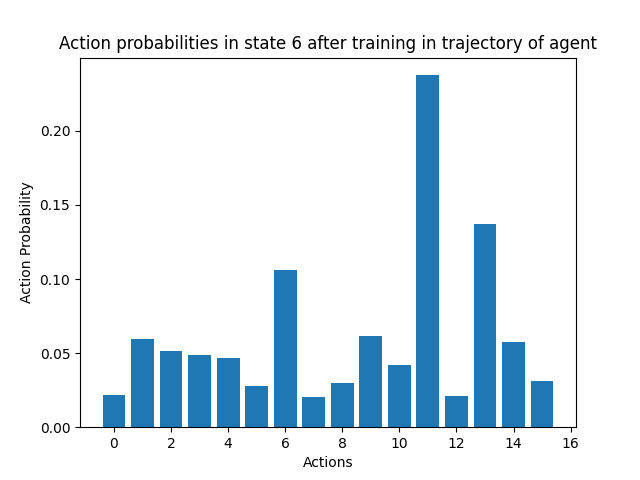 Action probabilities in state 6 after training in trajectory of agent
0.20
0.15
0.10
0.05
0.00
Action Probability
0 2 4 6 8 10 12 14 16
Actions